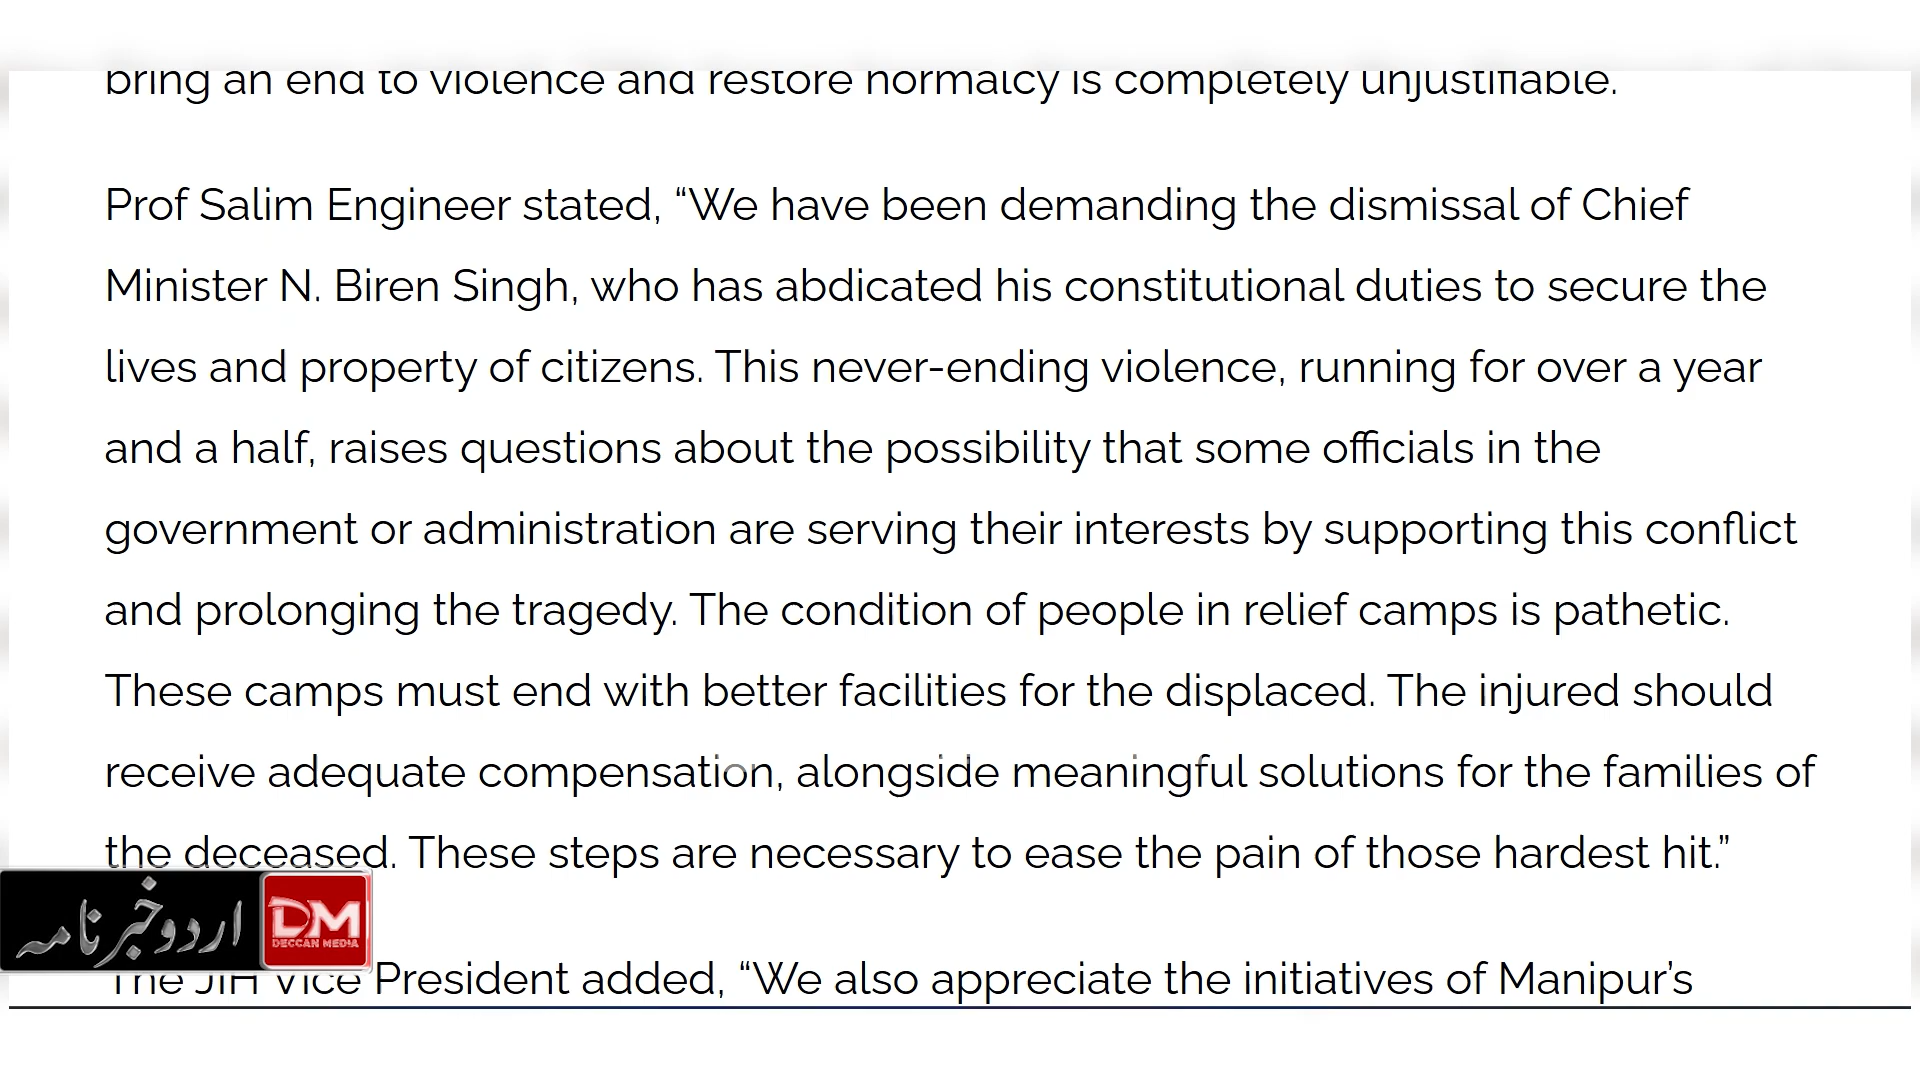 bring an end to violence and restore normalcy is completely unjustifiable.
Prof Salim Engineer stated, “We have been demanding the dismissal of Chief
Minister N. Biren Singh, who has abdicated his constitutional duties to secure the
lives and property of citizens. This never-ending violence, running for over a year
and a half, raises questions about the possibility that some officials in the
government or administration are serving their interests by supporting this conflict
and prolonging the tragedy. The condition of people in relief camps is pathetic.
These camps must end with better facilities for the displaced. The injured should
receive adequate compensation, alongside meaningful solutions for the families of
the deceased. These steps are necessary to ease the pain of those hardest hit.”
اردو خبرنامہ
DM
DECCAN MEDIA
The JIH Vice President added, “We also appreciate the initiatives of Manipur’s